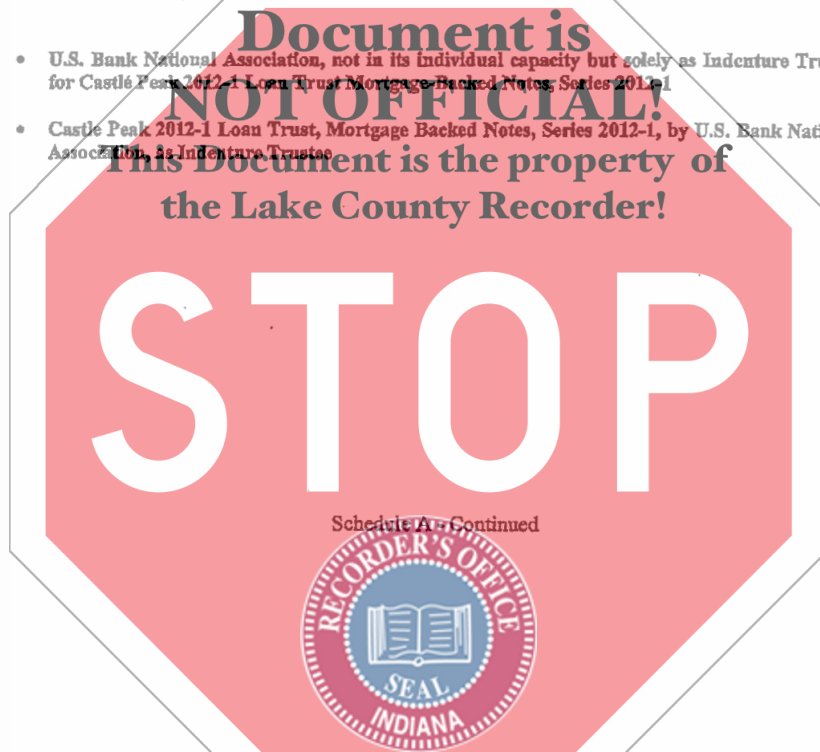 Document is
• U.S. Bank National Association, not in its individual capacity but solely as Indenture Tru
for Castle Peak 2012-1 Loan Trust Mortgage-Backed Notes, Series 2012-1
NOT OFFICIAL!
• Castle Peak 2012-1 Loan Trust, Mortgage Backed Notes, Series 2012-1, by U.S. Bank Nati
Association, as Indenture Trustee
This Document is the property of
the Lake County Recorder!
STOP
Schedule A - Continued
RECORDER'S OFFICE
SEAL
INDIANA